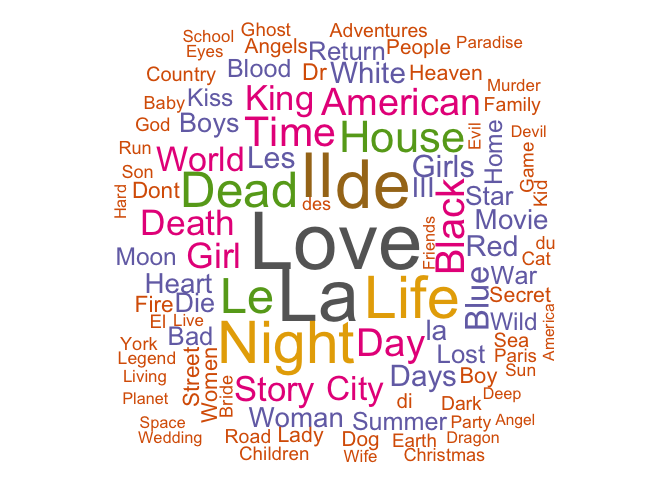 School Ghost Adventures
Eyes Angels Return People Paradise
Country Blood Dr White Heaven
Baby Kiss King American Murder
God Boys Time House Evil Family Devil
Run World Les Girls Home Game
Son Dont Dead II de III Star Kid
Hard Death des Black Movie
Girl Love Friends Red du
Moon Cat
Heart Le La Life Blue War
Fire Die Secret
El Live Night Day la Wild America
York Bad Lost Sea
Legend Street Women Paris
Living Story City Days Boy Sun
Planet Bride di Dark Deep
Space Woman Summer Party Angel
Wedding Road Lady Dog Earth Dragon
Children Wife Christmas